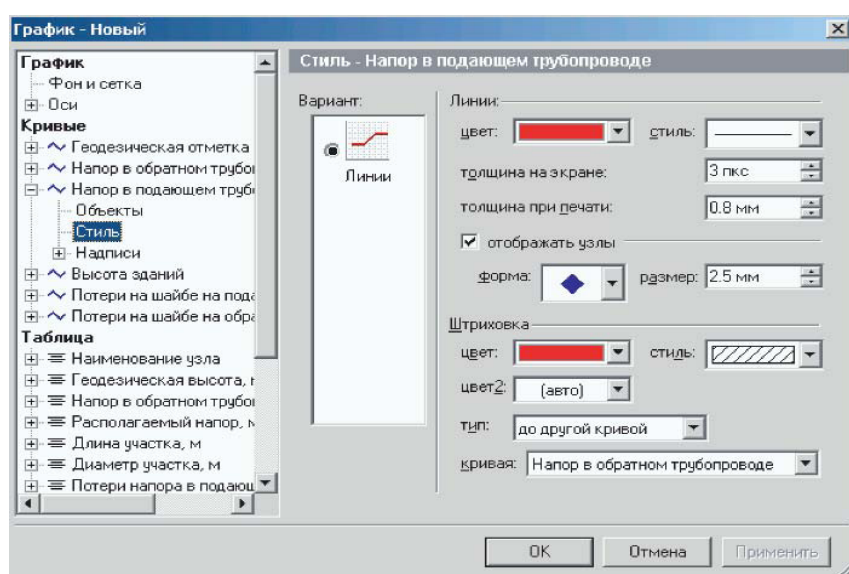 График - Новый
График
Фон и сетка
Оси
Кривые
Геодезическая отметка
Напор в обратном трубо
Напор в подающем труб
Объекты
Стиль
Надписи
Высота зданий
Потери на шайбе на пода
Потери на шайбе на обра
Таблица
Наименование узла
Геодезическая высота,
Напор в обратном трубо
Располагаемый напор,
Длина участка, м
Диаметр участка, м
Потери напора в подающ
Стиль - Напор в подающем трубопроводе
Вариант:
Линии
Линии:
цвет:
стиль:
толщина на экране:
3 пкс
толщина при печати:
0.8 мм
отображать узлы
форма:
размер:
2.5 мм
Штриховка
цвет:
стиль:
цвет2:
(авто)
тип:
до другой кривой
кривая:
Напор в обратном трубопроводе
ОК
Отмена
Применить